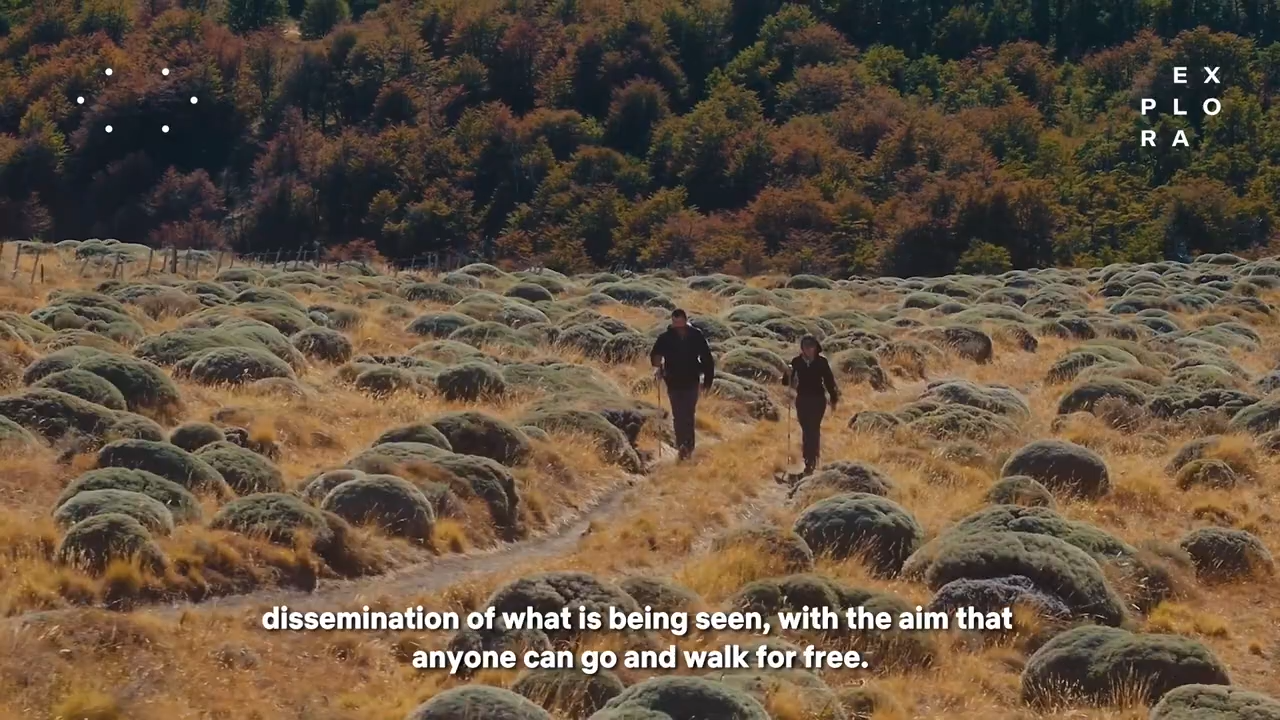 EX
PLO
RA
dissemination of what is being seen, with the aim that
anyone can go and walk for free.